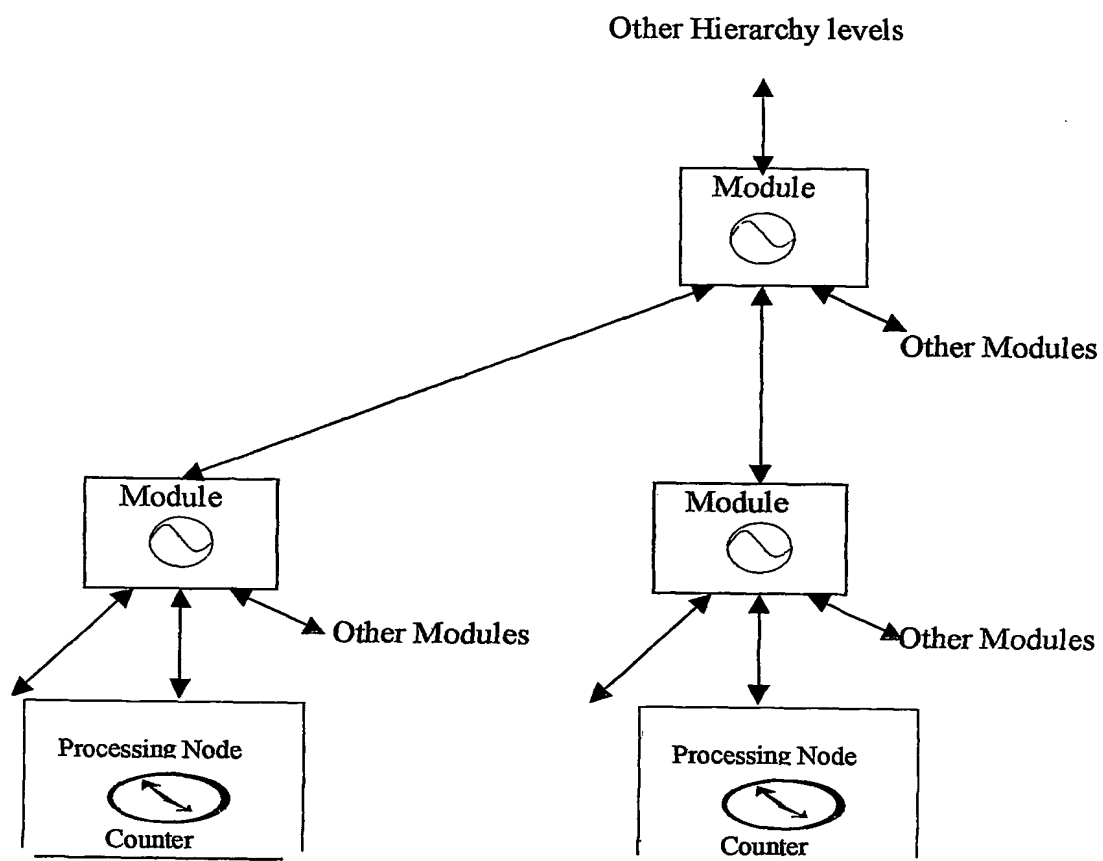 Other Hierarchy levels
Module
Other Modules
Module
Module
Other Modules
Other Modules
Processing Node
Counter
Processing Node
Counter